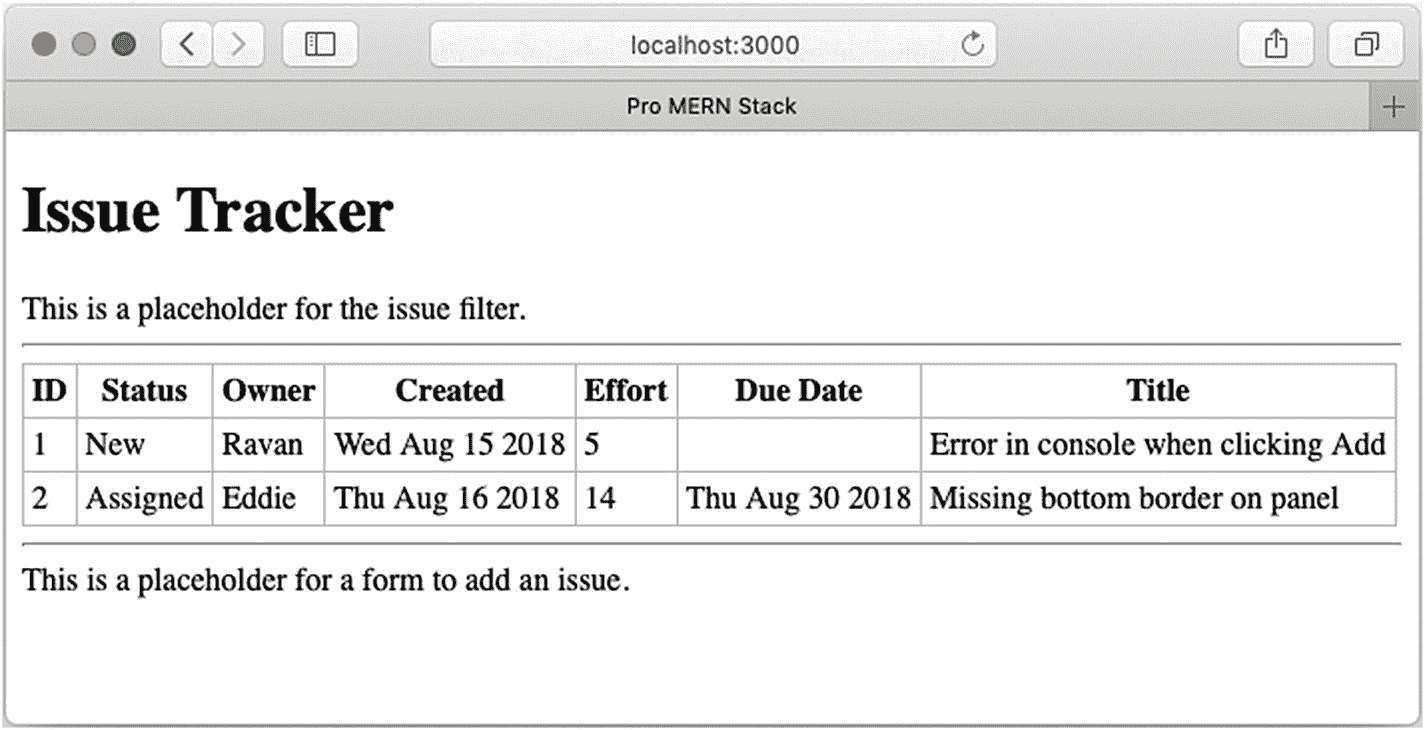 localhost:3000
Pro MERN Stack
Issue Tracker
This is a placeholder for the issue filter.
ID Status Owner Created Effort Due Date Title
1 New Ravan Wed Aug 15 2018 5 Error in console when clicking Add
2 Assigned Eddie Thu Aug 16 2018 14 Thu Aug 30 2018 Missing bottom border on panel
This is a placeholder for a form to add an issue.